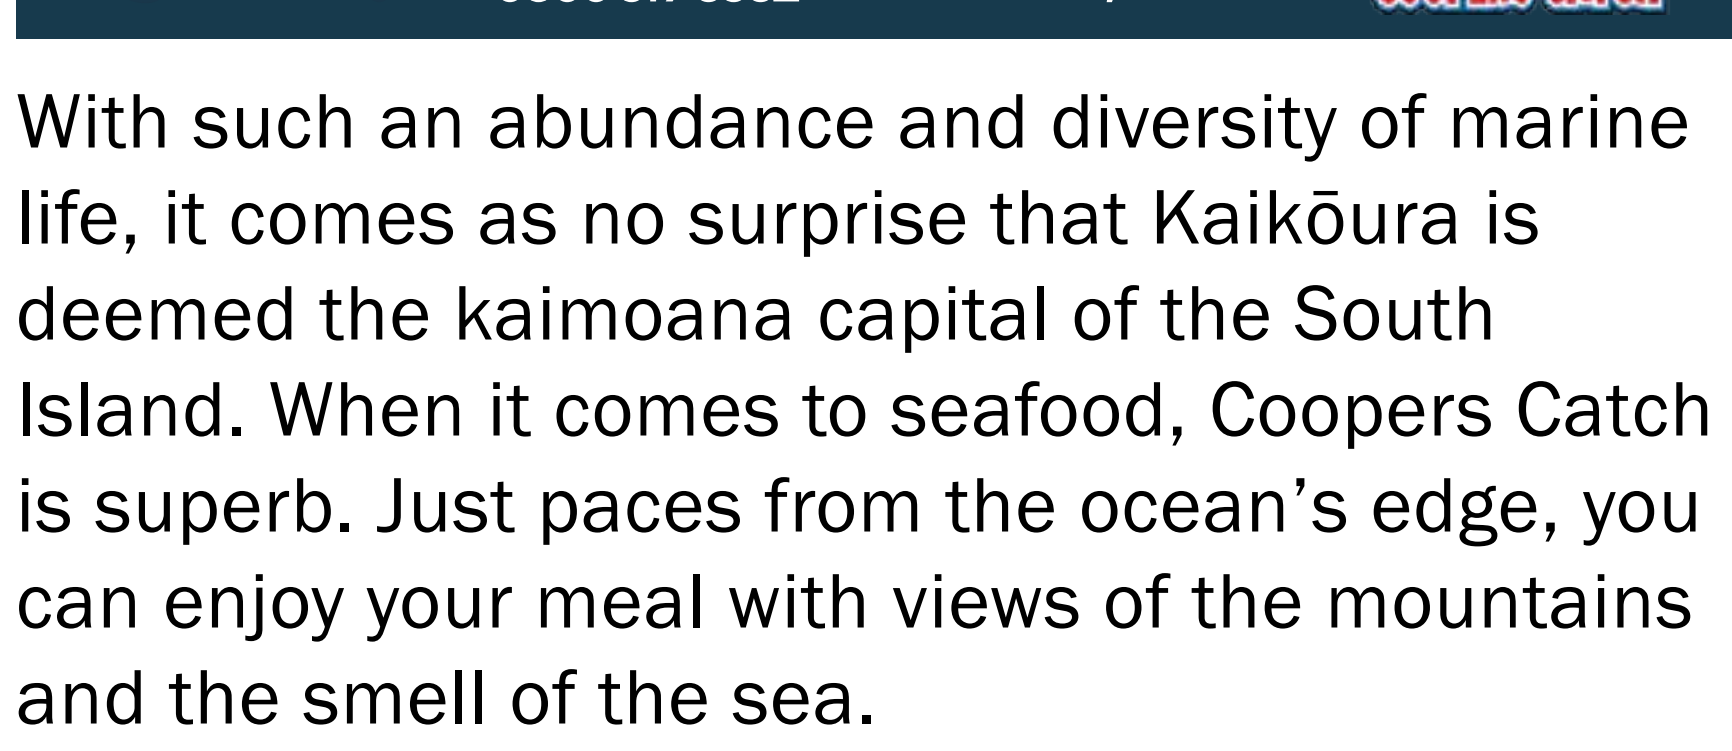 With such an abundance and diversity of marine
life, it comes as no surprise that Kaikōura is
deemed the kaimoana capital of the South
Island. When it comes to seafood, Coopers Catch
is superb. Just paces from the ocean’s edge, you
can enjoy your meal with views of the mountains
and the smell of the sea.